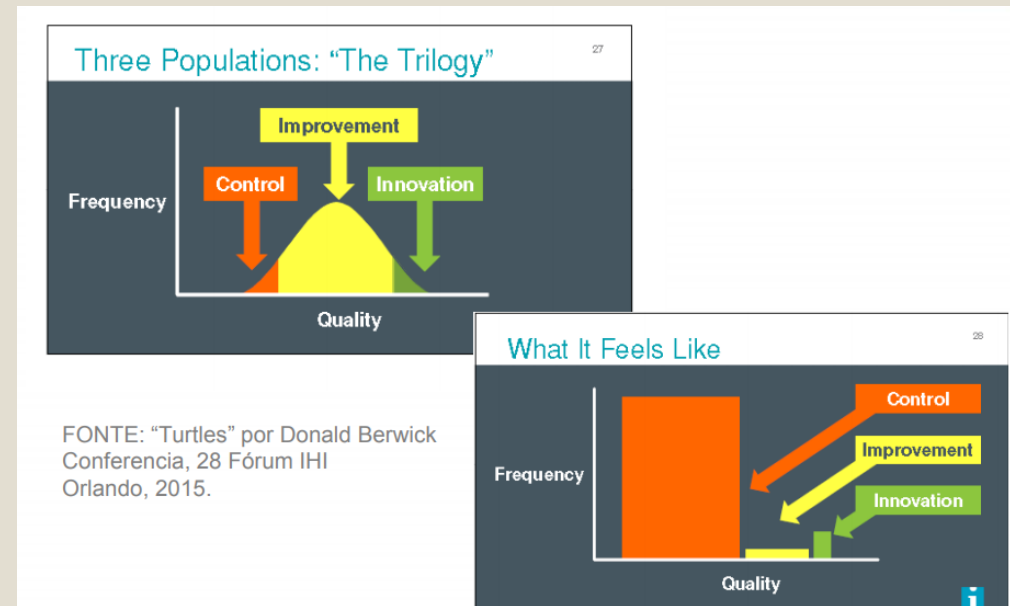 Three Populations: “The Trilogy”
27
Improvement
Control
Innovation
Frequency
Quality
What It Feels Like
28
Control
Improvement
Innovation
Frequency
Quality
i
FONTE: “Turtles” por Donald Berwick
Conferencia, 28 Fórum IHI
Orlando, 2015.